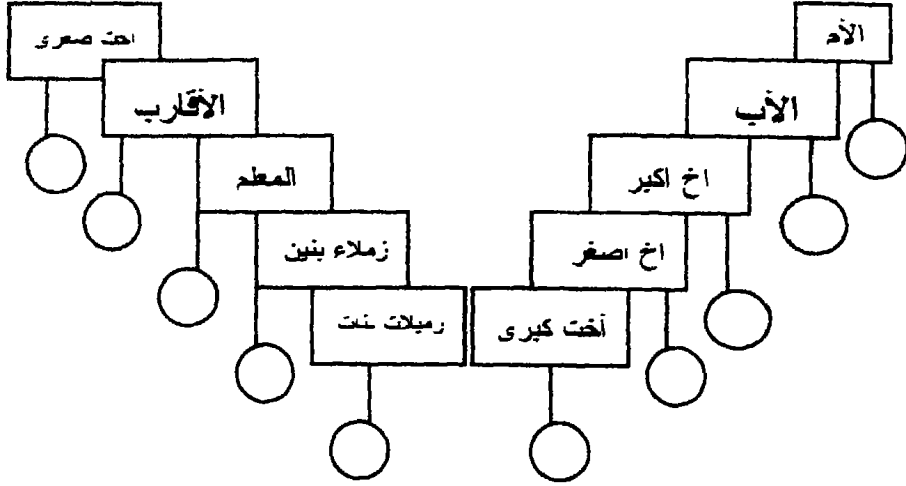 الأم
الأب
اخ اكبر
اخ اصغر
أخت كبرى
اخت صغرى
الأقارب
المعلم
زملاء بنين
زميلات بنات